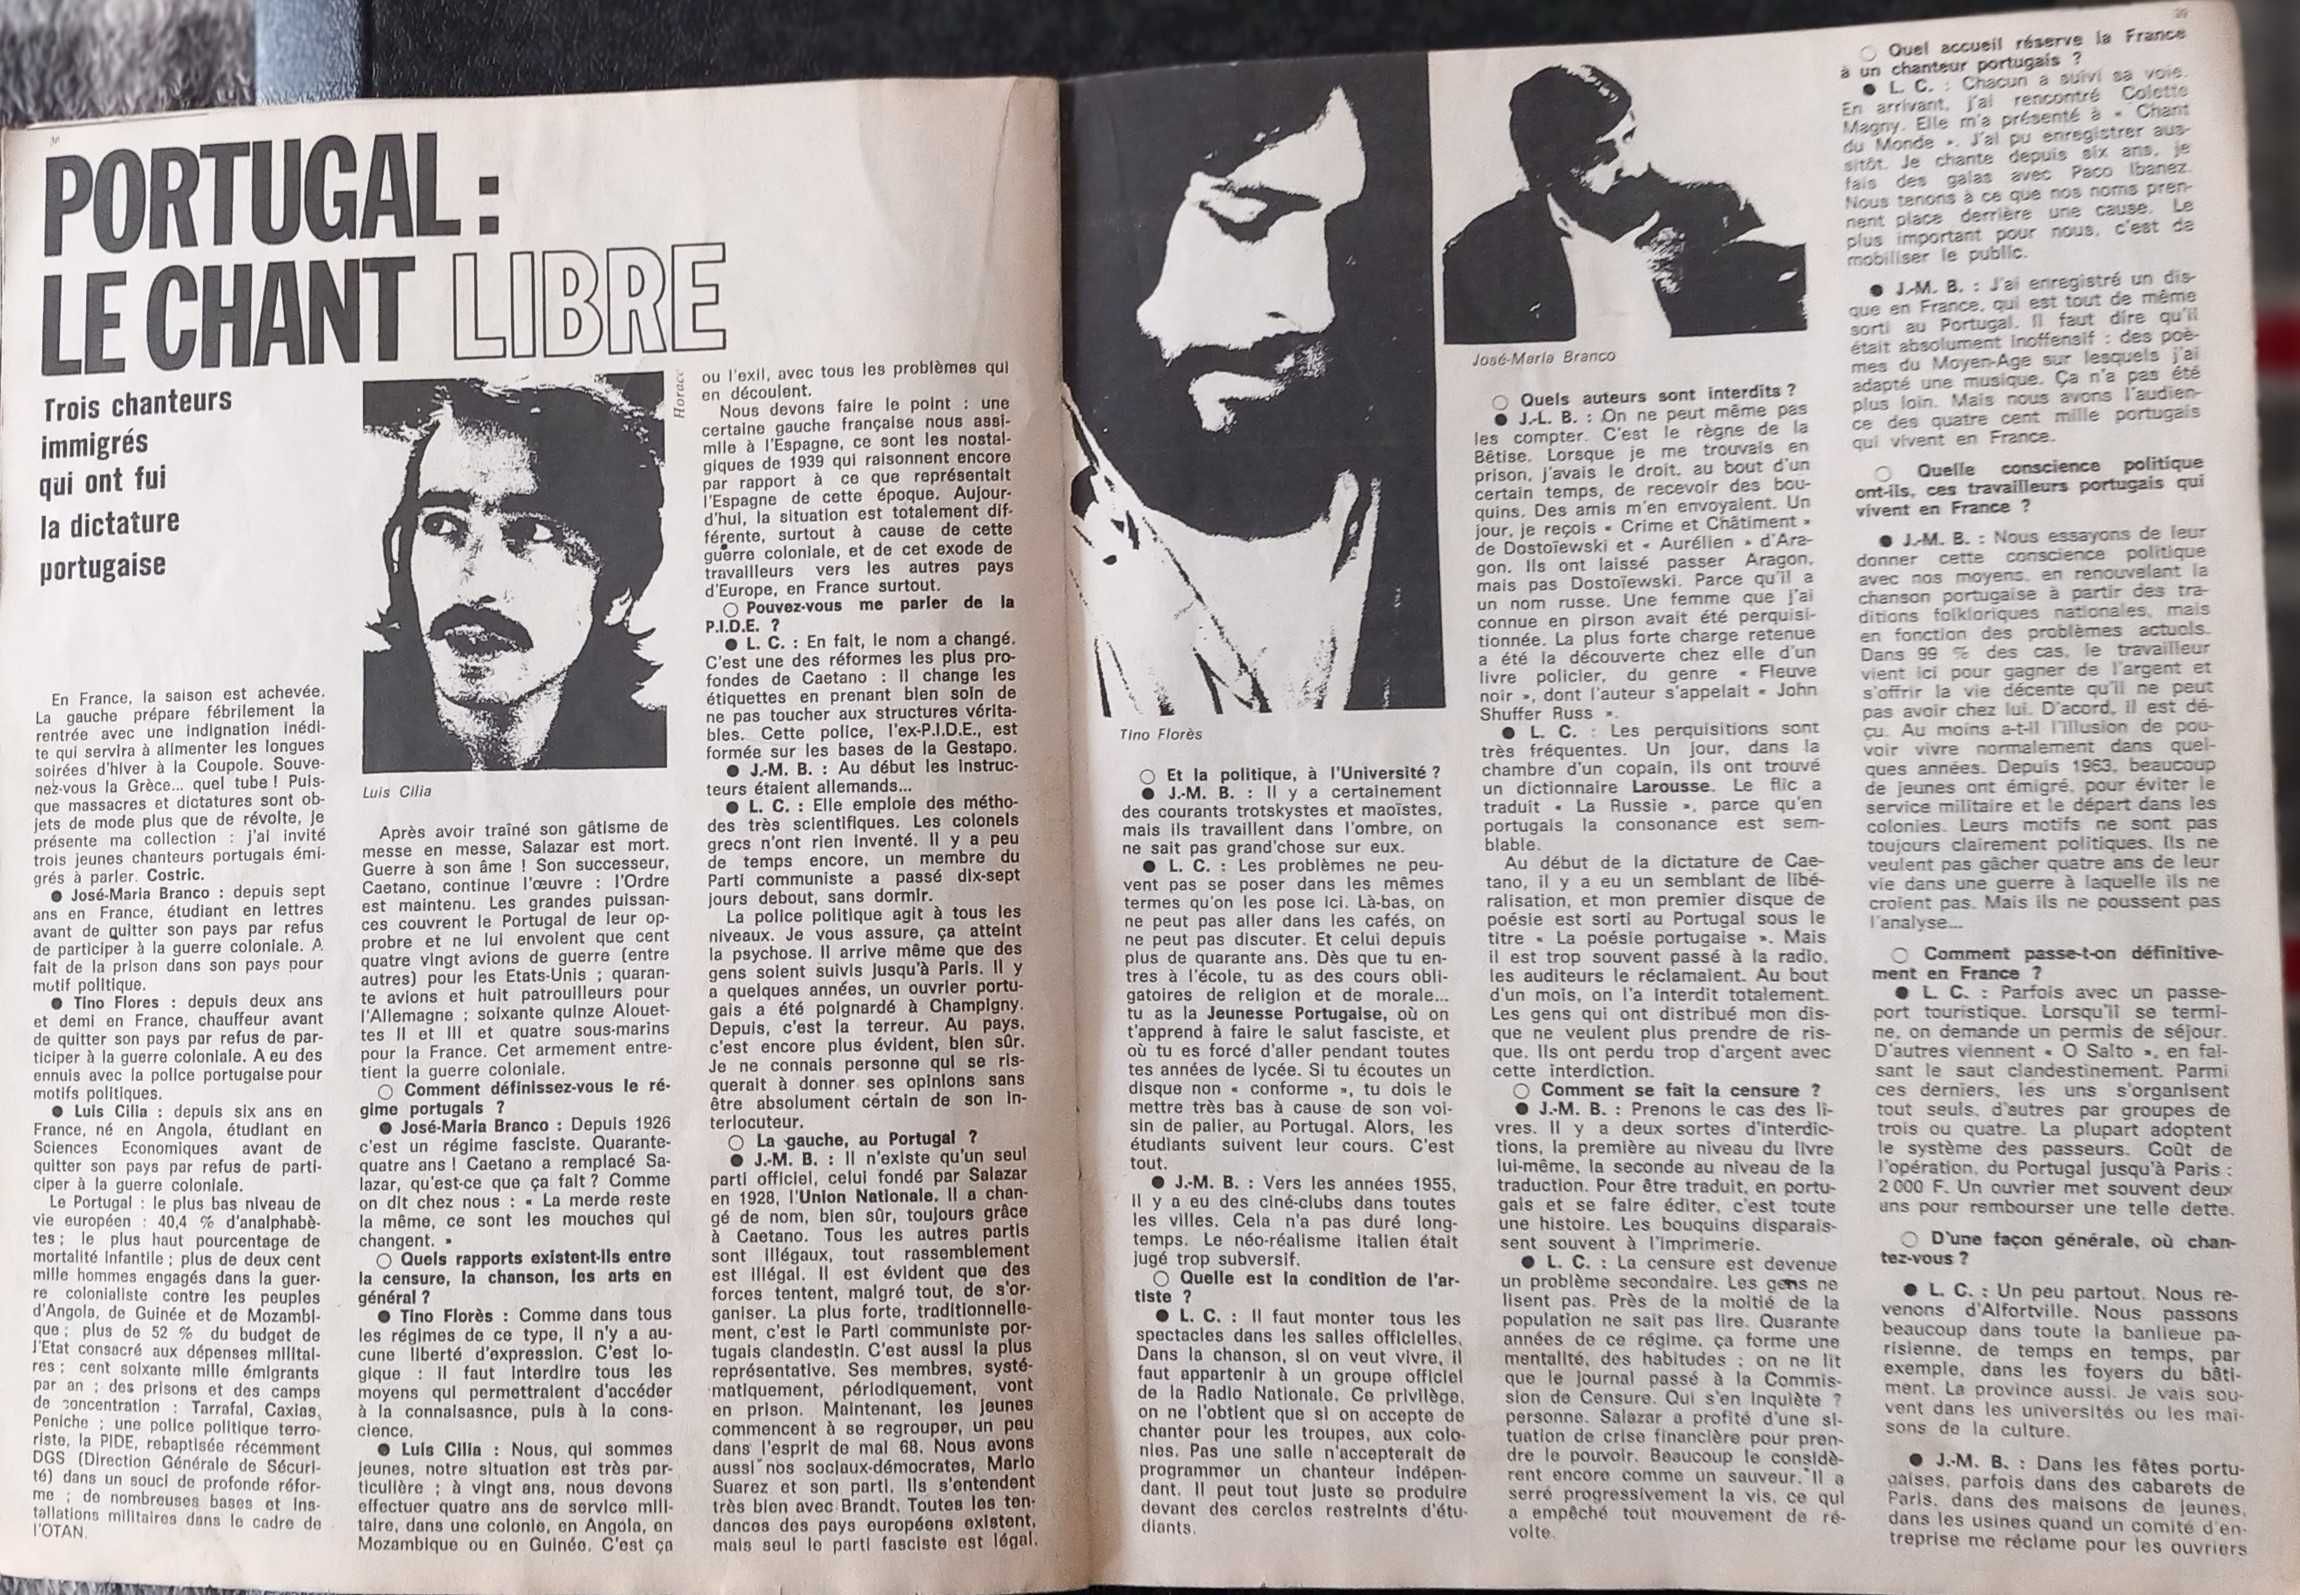 PORTUGAL :
LE CHANT LIBRE
Trois chanteurs
immigrés
qui ont fui
la dictature
portugaise
En France, la saison est achevée.
La gauche prépare fébrilement la
rentrée avec une indignation inédi-
te qui servira à alimenter les longues
soirées d'hiver à la Coupole. Souve-
nez-vous la Grèce... quel tube ! Puis-
que massacres et dictatures sont ob-
jets de mode plus que de révolte, je
présente ma collection : j'ai invité
trois jeunes chanteurs portugais émi-
grés à parler. Costric.
● José-Maria Branco : depuis sept
ans en France, étudiant en lettres
avant de quitter son pays par refus
de participer à la guerre coloniale. A
fait de la prison dans son pays pour
motif politique.
● Tino Flores : depuis deux ans
et demi en France, chauffeur avant
de quitter son pays par refus de par-
ticiper à la guerre coloniale. A eu des
ennuis avec la police portugaise pour
motifs politiques.
● Luis Cilia : depuis six ans en
France, né en Angola, étudiant en
Sciences Economiques avant de
quitter son pays par refus de parti-
ciper à la guerre coloniale.
Le Portugal : le plus bas niveau de
vie européen : 40,4 % d'analphabè-
tes ; le plus haut pourcentage de
mortalité infantile ; plus de deux cent
mille hommes engagés dans la guer-
re colonialiste contre les peuples
d'Angola, de Guinée et de Mozambi-
que ; plus de 52 % du budget de
l'Etat consacré aux dépenses militai-
res ; cent soixante mille émigrants
par an ; des prisons et des camps
de concentration : Tarrafal, Caxias,
Peniche ; une police politique terro-
riste, la PIDE, rebaptisée récemment
DGS (Direction Générale de Sécuri-
té) dans un souci de profonde réfor-
me ; de nombreuses bases et ins-
tallations militaires dans le cadre de
l'OTAN.
Horace
Luis Cilia
Après avoir traîné son gâtisme de
messe en messe, Salazar est mort.
Guerre à son âme ! Son successeur,
Caetano, continue l'œuvre : l'Ordre
est maintenu. Les grandes puissan-
ces couvrent le Portugal de leur op-
probre et ne lui envoient que cent
quatre vingt avions de guerre (entre
autres) pour les Etats-Unis ; quaran-
te avions et huit patrouilleurs pour
l'Allemagne ; soixante quinze Alouet-
tes II et III et quatre sous-marins
pour la France. Cet armement entre-
tient la guerre coloniale.
○ Comment définissez-vous le ré-
gime portugais ?
● José-Maria Branco : Depuis 1926
c'est un régime fasciste. Quarante-
quatre ans ! Caetano a remplacé Sa-
lazar, qu'est-ce que ça fait ? Comme
on dit chez nous : « La merde reste
la même, ce sont les mouches qui
changent. »
○ Quels rapports existent-ils entre
la censure, la chanson, les arts en
général ?
● Tino Florès : Comme dans tous
les régimes de ce type, il n'y a au-
cune liberté d'expression. C'est lo-
gique : il faut interdire tous les
moyens qui permettraient d'accéder
à la connaisasnce, puis à la cons-
cience.
● Luis Cilia : Nous, qui sommes
jeunes, notre situation est très par-
ticulière ; à vingt ans, nous devons
effectuer quatre ans de service mili-
taire, dans une colonie, en Angola, en
Mozambique ou en Guinée. C'est ça
ou l'exil, avec tous les problèmes qui
en découlent.
Nous devons faire le point : une
certaine gauche française nous assi-
mile à l'Espagne, ce sont les nostal-
giques de 1939 qui raisonnent encore
par rapport à ce que représentait
l'Espagne de cette époque. Aujour-
d'hui, la situation est totalement dif-
férente, surtout à cause de cette
guerre coloniale, et de cet exode de
travailleurs vers les autres pays
d'Europe, en France surtout.
○ Pouvez-vous me parler de la
P.I.D.E. ?
● L. C. : En fait, le nom a changé.
C'est une des réformes les plus pro-
fondes de Caetano : Il change les
étiquettes en prenant bien soin de
ne pas toucher aux structures vérita-
bles. Cette police, l'ex-P.I.D.E., est
formée sur les bases de la Gestapo.
● J.-M. B. : Au début les instruc-
teurs étaient allemands...
● L. C. : Elle emploie des métho-
des très scientifiques. Les colonels
grecs n'ont rien inventé. Il y a peu
de temps encore, un membre du
Parti communiste a passé dix-sept
jours debout, sans dormir.
La police politique agit à tous les
niveaux. Je vous assure, ça atteint
la psychose. Il arrive même que des
gens soient suivis jusqu'à Paris. Il y
a quelques années, un ouvrier portu-
gais a été poignardé à Champigny.
Depuis, c'est la terreur. Au pays,
c'est encore plus évident, bien sûr.
Je ne connais personne qui se ris-
querait à donner ses opinions sans
être absolument certain de son in-
terlocuteur.
○ La gauche, au Portugal ?
● J.-M. B. : Il n'existe qu'un seul
parti officiel, celui fondé par Salazar
en 1928, l'Union Nationale. Il a chan-
gé de nom, bien sûr, toujours grâce
à Caetano. Tous les autres partis
sont illégaux, tout rassemblement
est illégal. Il est évident que des
forces tentent, malgré tout, de s'or-
ganiser. La plus forte, traditionnelle-
ment, c'est le Parti communiste por-
tugais clandestin. C'est aussi la plus
représentative. Ses membres, systé-
matiquement, périodiquement, vont
en prison. Maintenant, les jeunes
commencent à se regrouper, un peu
dans l'esprit de mai 68. Nous avons
aussi nos sociaux-démocrates, Mario
Suarez et son parti. Ils s'entendent
très bien avec Brandt. Toutes les ten-
dances des pays européens existent,
mais seul le parti fasciste est légal.
Tino Florès
○ Et la politique, à l'Université ?
● J.-M. B. : Il y a certainement
des courants trotskystes et maoïstes,
mais ils travaillent dans l'ombre, on
ne sait pas grand'chose sur eux.
● L. C. : Les problèmes ne peu-
vent pas se poser dans les mêmes
termes qu'on les pose ici. Là-bas, on
ne peut pas aller dans les cafés, on
ne peut pas discuter. Et celui depuis
plus de quarante ans. Dès que tu en-
tres à l'école, tu as des cours obli-
gatoires de religion et de morale...
tu as la Jeunesse Portugaise, où on
t'apprend à faire le salut fasciste, et
où tu es forcé d'aller pendant toutes
tes années de lycée. Si tu écoutes un
disque non « conforme », tu dois le
mettre très bas à cause de son voi-
sin de palier, au Portugal. Alors, les
étudiants suivent leur cours. C'est
tout.
● J.-M. B. : Vers les années 1955,
il y a eu des ciné-clubs dans toutes
les villes. Cela n'a pas duré long-
temps. Le néo-réalisme italien était
jugé trop subversif.
○ Quelle est la condition de l'ar-
tiste ?
● L. C. : Il faut monter tous les
spectacles dans les salles officielles.
Dans la chanson, si on veut vivre, il
faut appartenir à un groupe officiel
de la Radio Nationale. Ce privilège,
on ne l'obtient que si on accepte de
chanter pour les troupes, aux colo-
nies. Pas une salle n'accepterait de
programmer un chanteur indépen-
dant. Il peut tout juste se produire
devant des cercles restreints d'étu-
diants.
José-Maria Branco
○ Quels auteurs sont interdits ?
● J.-L. B. : On ne peut même pas
les compter. C'est le règne de la
Bêtise. Lorsque je me trouvais en
prison, j'avais le droit, au bout d'un
certain temps, de recevoir des bou-
quins. Des amis m'en envoyaient. Un
jour, je reçois « Crime et Châtiment »
de Dostoïewski et « Aurélien » d'Ara-
gon. Ils ont laissé passer Aragon,
mais pas Dostoïewski. Parce qu'il a
un nom russe. Une femme que j'ai
connue en pirson avait été perquisi-
tionnée. La plus forte charge retenue
a été la découverte chez elle d'un
livre policier, du genre « Fleuve
noir », dont l'auteur s'appelait « John
Shuffer Russ ».
● L. C. : Les perquisitions sont
très fréquentes. Un jour, dans la
chambre d'un copain, ils ont trouvé
un dictionnaire Larousse. Le flic a
traduit « La Russie », parce qu'en
portugais la consonance est sem-
blable.
Au début de la dictature de Cae-
tano, il y a eu un semblant de libé-
ralisation, et mon premier disque de
poésie est sorti au Portugal sous le
titre « La poésie portugaise ». Mais
il est trop souvent passé à la radio,
les auditeurs le réclamaient. Au bout
d'un mois, on l'a interdit totalement.
Les gens qui ont distribué mon dis-
que ne veulent plus prendre de ris-
que. Ils ont perdu trop d'argent avec
cette interdiction.
○ Comment se fait la censure ?
● J.-M. B. : Prenons le cas des li-
vres. Il y a deux sortes d'interdic-
tions, la première au niveau du livre
lui-même, la seconde au niveau de la
traduction. Pour être traduit, en portu-
gais et se faire éditer, c'est toute
une histoire. Les bouquins disparais-
sent souvent à l'imprimerie.
● L. C. : La censure est devenue
un problème secondaire. Les gens ne
lisent pas. Près de la moitié de la
population ne sait pas lire. Quarante
années de ce régime, ça forme une
mentalité, des habitudes ; on ne lit
que le journal passé à la Commis-
sion de Censure. Qui s'en inquiète ?
personne. Salazar a profité d'une si-
tuation de crise financière pour pren-
dre le pouvoir. Beaucoup le considè-
rent encore comme un sauveur. Il a
serré progressivement la vis, ce qui
a empêché tout mouvement de ré-
volte.
○ Quel accueil réserve la France
à un chanteur portugais ?
● L. C. : Chacun a suivi sa voie.
En arrivant, j'ai rencontré Colette
Magny. Elle m'a présenté à « Chant
du Monde ». J'ai pu enregistrer aus-
sitôt. Je chante depuis six ans, je
fais des galas avec Paco Ibanez.
Nous tenons à ce que nos noms pren-
nent place derrière une cause. Le
plus important pour nous, c'est de
mobiliser le public.
● J.-M. B. : J'ai enregistré un dis-
que en France, qui est tout de même
sorti au Portugal. Il faut dire qu'il
était absolument inoffensif : des poè-
mes du Moyen-Age sur lesquels j'ai
adapté une musique. Ça n'a pas été
plus loin. Mais nous avons l'audien-
ce des quatre cent mille portugais
qui vivent en France.
○ Quelle conscience politique
ont-ils, ces travailleurs portugais qui
vivent en France ?
● J.-M. B. : Nous essayons de leur
donner cette conscience politique
avec nos moyens, en renouvelant la
chanson portugaise à partir des tra-
ditions folkloriques nationales, mais
en fonction des problèmes actuels.
Dans 99 % des cas, le travailleur
vient ici pour gagner de l'argent et
s'offrir la vie décente qu'il ne peut
pas avoir chez lui. D'acord, il est dé-
çu. Au moins a-t-il l'illusion de pou-
voir vivre normalement dans quel-
ques années. Depuis 1963, beaucoup
de jeunes ont émigré, pour éviter le
service militaire et le départ dans les
colonies. Leurs motifs ne sont pas
toujours clairement politiques. Ils ne
veulent pas gâcher quatre ans de leur
vie dans une guerre à laquelle ils ne
croient pas. Mais ils ne poussent pas
l'analyse...
○ Comment passe-t-on définitive-
ment en France ?
● L. C. : Parfois avec un passe-
port touristique. Lorsqu'il se termi-
ne, on demande un permis de séjour.
D'autres viennent « O Salto », en fai-
sant le saut clandestinement. Parmi
ces derniers, les uns s'organisent
tout seuls, d'autres par groupes de
trois ou quatre. La plupart adoptent
le système des passeurs. Coût de
l'opération, du Portugal jusqu'à Paris :
2 000 F. Un ouvrier met souvent deux
ans pour rembourser une telle dette.
○ D'une façon générale, où chan-
tez-vous ?
● L. C. : Un peu partout. Nous re-
venons d'Alfortville. Nous passons
beaucoup dans toute la banlieue pa-
risienne, de temps en temps, par
exemple, dans les foyers du bâti-
ment. La province aussi. Je vais sou-
vent dans les universités ou les mai-
sons de la culture.
● J.-M. B. : Dans les fêtes portu-
gaises, parfois dans des cabarets de
Paris, dans des maisons de jeunes,
dans les usines quand un comité d'en-
treprise me réclame pour les ouvriers